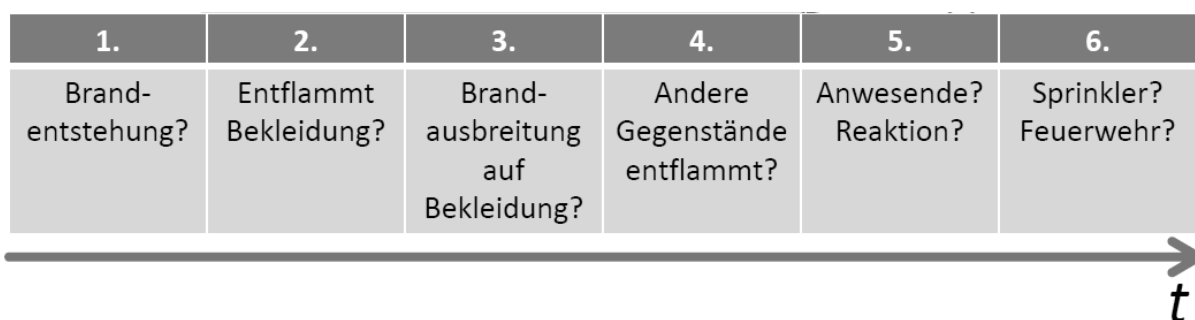 1.
2.
3.
4.
5.
6.
Brand-
entstehung?
Entflammt
Bekleidung?
Brand-
ausbreitung
auf
Bekleidung?
Andere
Gegenstände
entflammt?
Anwesende?
Reaktion?
Sprinkler?
Feuerwehr?
t